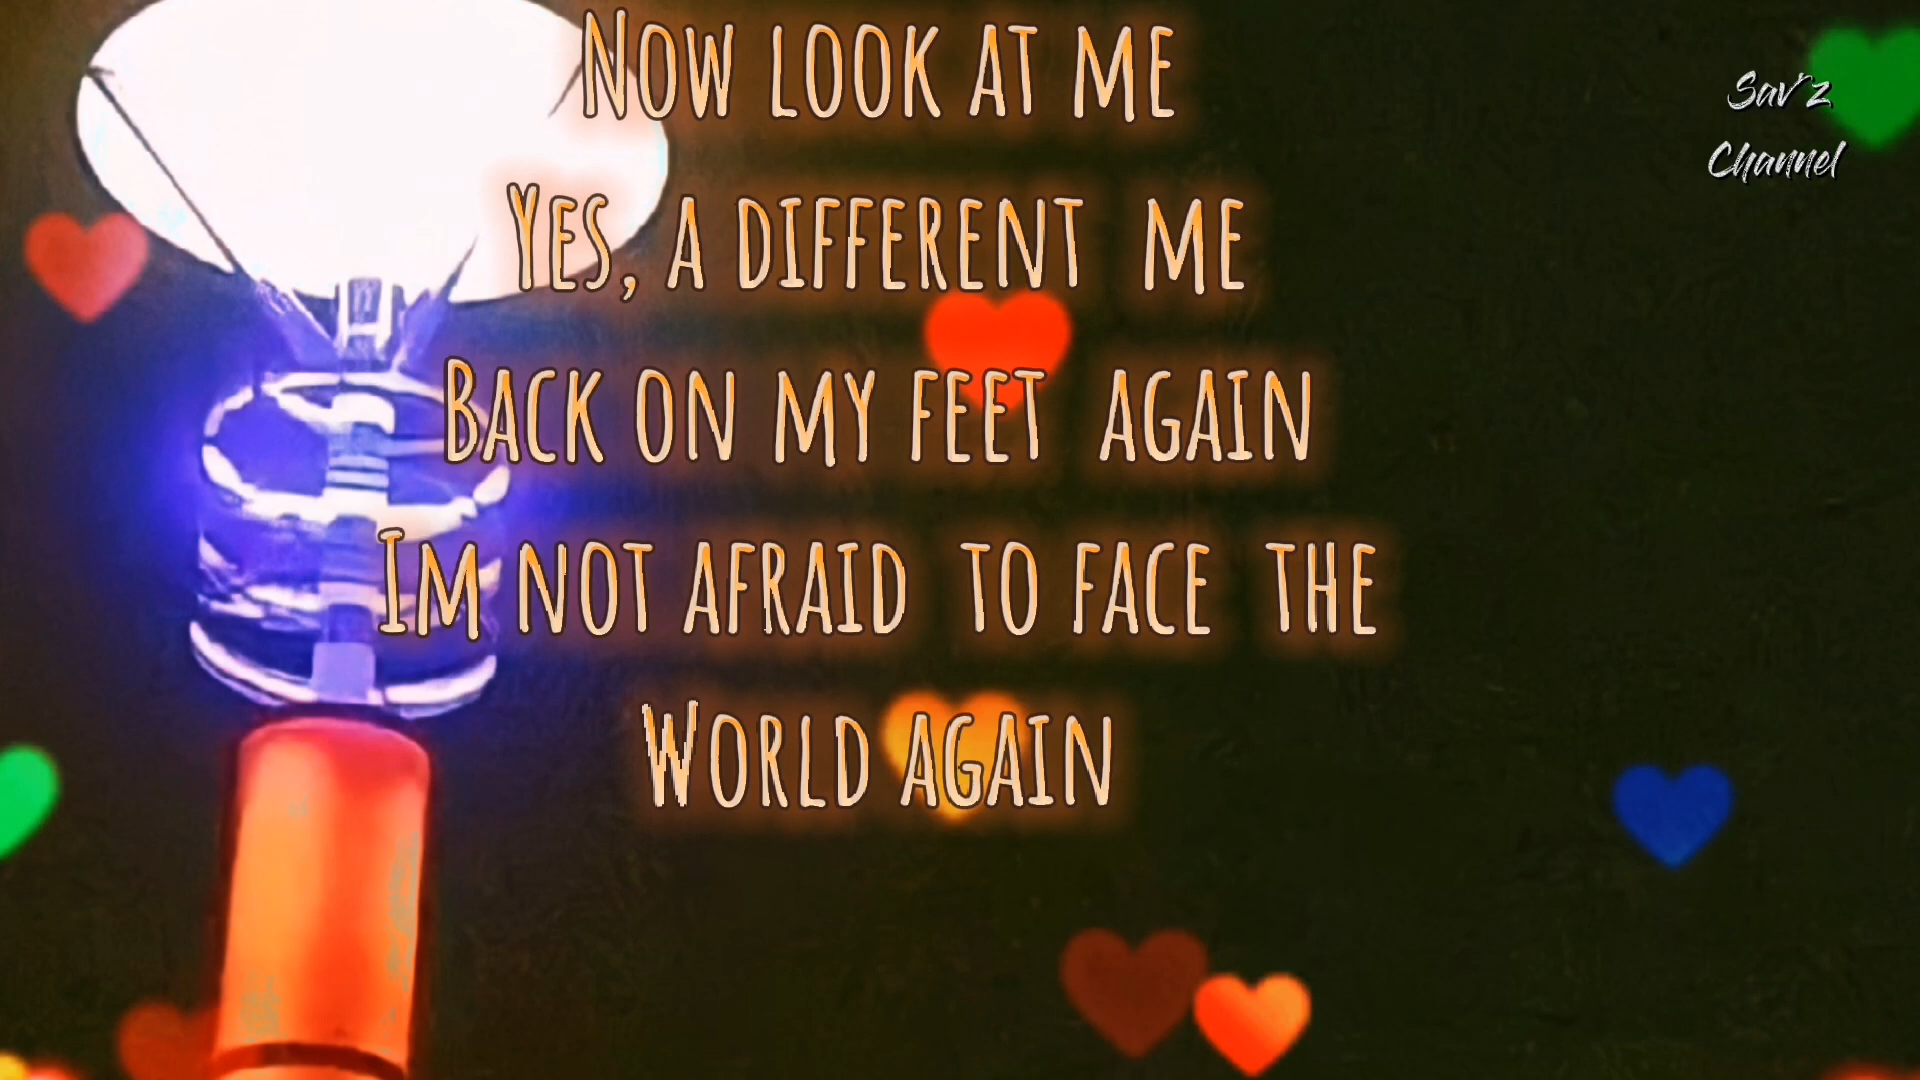 Now look at me
Yes, a different me
Back on my feet again
Im not afraid to face the
World again
Sav'z
Channel